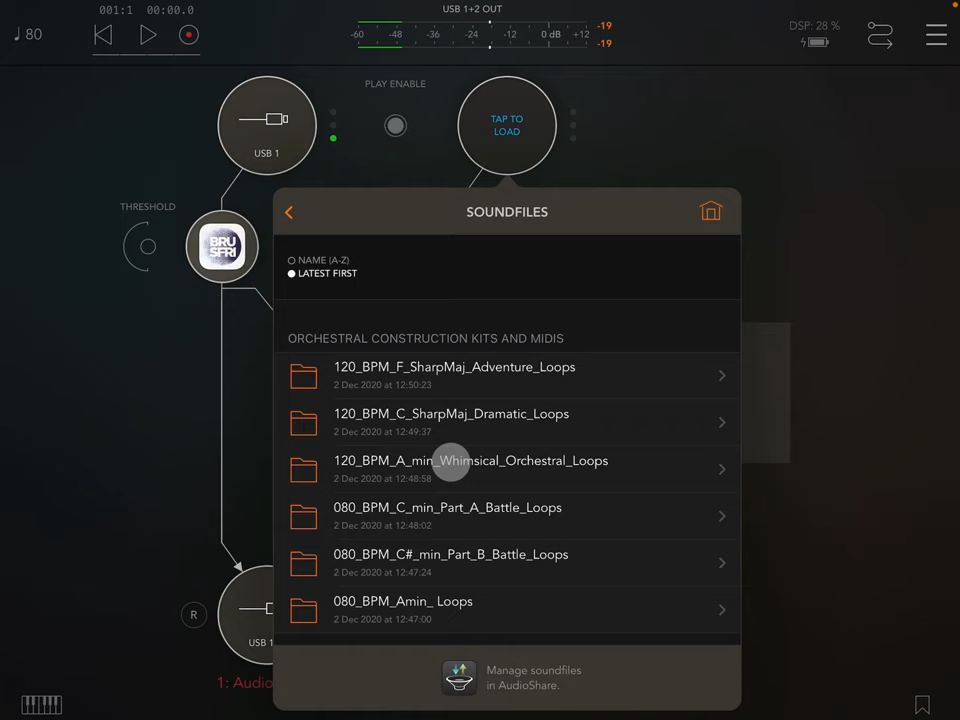 USB 1+2 OUT
♩80
001:1 00:00.0
-60 -48 -36 -24 -12 0 dB +12
-19
-19
DSP: 28 %
PLAY ENABLE
TAP TO
LOAD
USB 1
THRESHOLD
BRU
SFRI
SOUNDFILES
NAME (A-Z)
LATEST FIRST
ORCHESTRAL CONSTRUCTION KITS AND MIDIS
120_BPM_F_SharpMaj_Adventure_Loops
2 Dec 2020 at 12:50:23
120_BPM_C_SharpMaj_Dramatic_Loops
2 Dec 2020 at 12:49:37
120_BPM_A_min_Whimsical_Orchestral_Loops
2 Dec 2020 at 12:48:58
080_BPM_C_min_Part_A_Battle_Loops
2 Dec 2020 at 12:48:02
080_BPM_C#_min_Part_B_Battle_Loops
2 Dec 2020 at 12:47:24
080_BPM_Amin_ Loops
2 Dec 2020 at 12:47:00
R
USB 1
1: Audio
Manage soundfiles
in AudioShare.